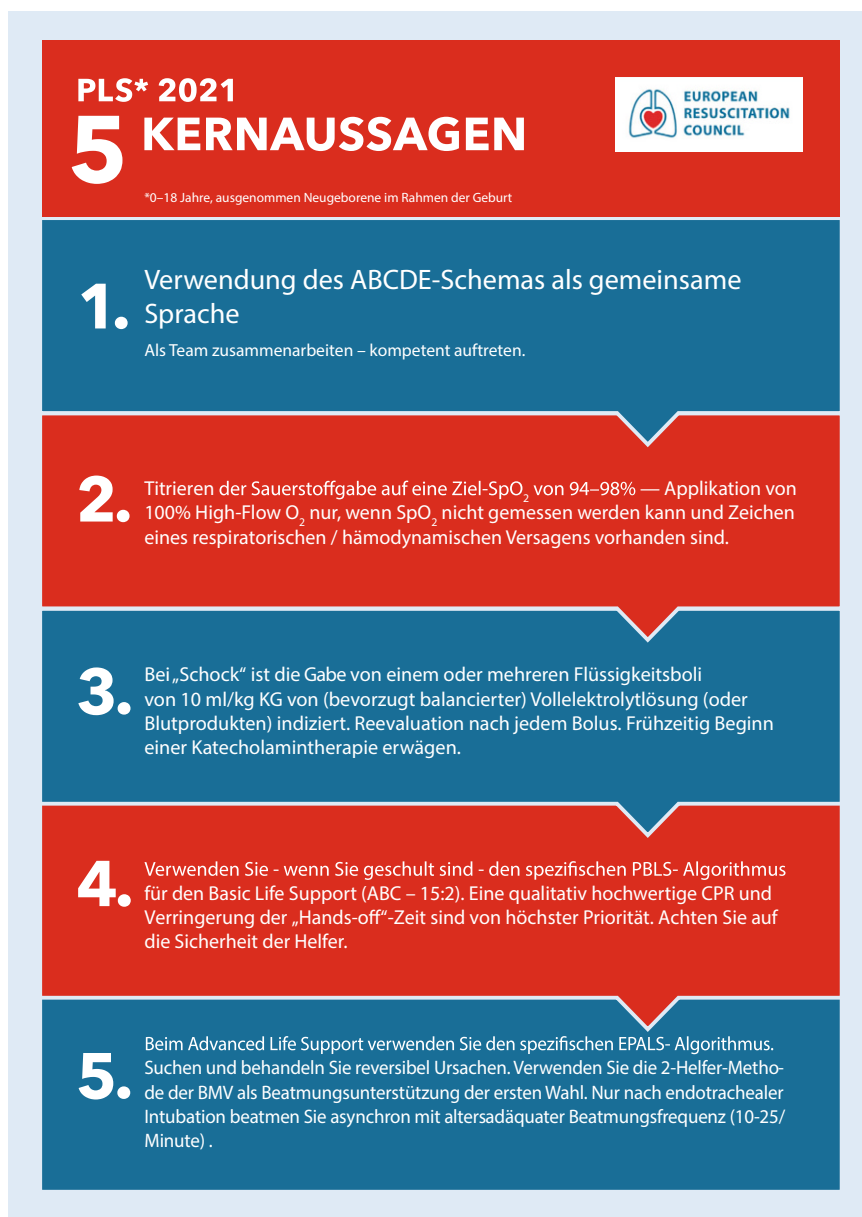 PLS* 2021
5 KERNAUSSAGEN
EUROPEAN
RESUSCITATION
COUNCIL
*0–18 Jahre, ausgenommen Neugeborene im Rahmen der Geburt
1.
Verwendung des ABCDE-Schemas als gemeinsame
Sprache
Als Team zusammenarbeiten – kompetent auftreten.
2.
Titrieren der Sauerstoffgabe auf eine Ziel-SpO₂ von 94–98% — Applikation von
100% High-Flow O₂ nur, wenn SpO₂ nicht gemessen werden kann und Zeichen
eines respiratorischen / hämodynamischen Versagens vorhanden sind.
3.
Bei „Schock“ ist die Gabe von einem oder mehreren Flüssigkeitsboli
von 10 ml/kg KG von (bevorzugt balancierter) Vollelektrolytlösung (oder
Blutprodukten) indiziert. Reevaluation nach jedem Bolus. Frühzeitig Beginn
einer Katecholamintherapie erwägen.
4.
Verwenden Sie - wenn Sie geschult sind - den spezifischen PBLS- Algorithmus
für den Basic Life Support (ABC – 15:2). Eine qualitativ hochwertige CPR und
Verringerung der „Hands-off“-Zeit sind von höchster Priorität. Achten Sie auf
die Sicherheit der Helfer.
5.
Beim Advanced Life Support verwenden Sie den spezifischen EPALS- Algorithmus.
Suchen und behandeln Sie reversibel Ursachen. Verwenden Sie die 2-Helfer-Metho-
de der BMV als Beatmungsunterstützung der ersten Wahl. Nur nach endotrachealer
Intubation beatmen Sie asynchron mit altersadäquater Beatmungsfrequenz (10-25/
Minute) .